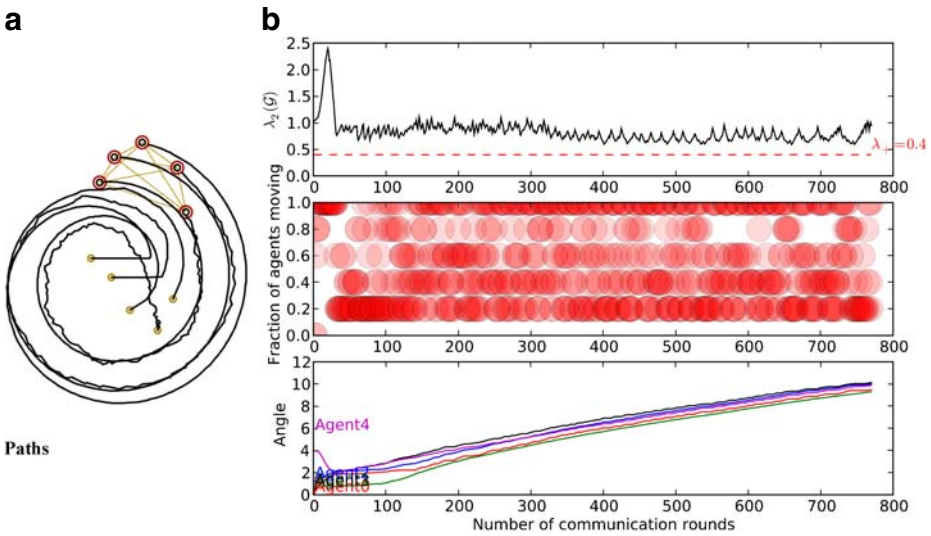 a
b
2.5
2.0
1.5
1.0
0.5
0.0
λ₂(𝒢)
λ₊=0.4
0 100 200 300 400 500 600 700 800
1.0
0.8
0.6
0.4
0.2
0.0
Fraction of agents moving
0 100 200 300 400 500 600 700 800
12
10
8
6
4
2
0
Angle
Agent4
Agent0
0 100 200 300 400 500 600 700 800
Number of communication rounds
Paths